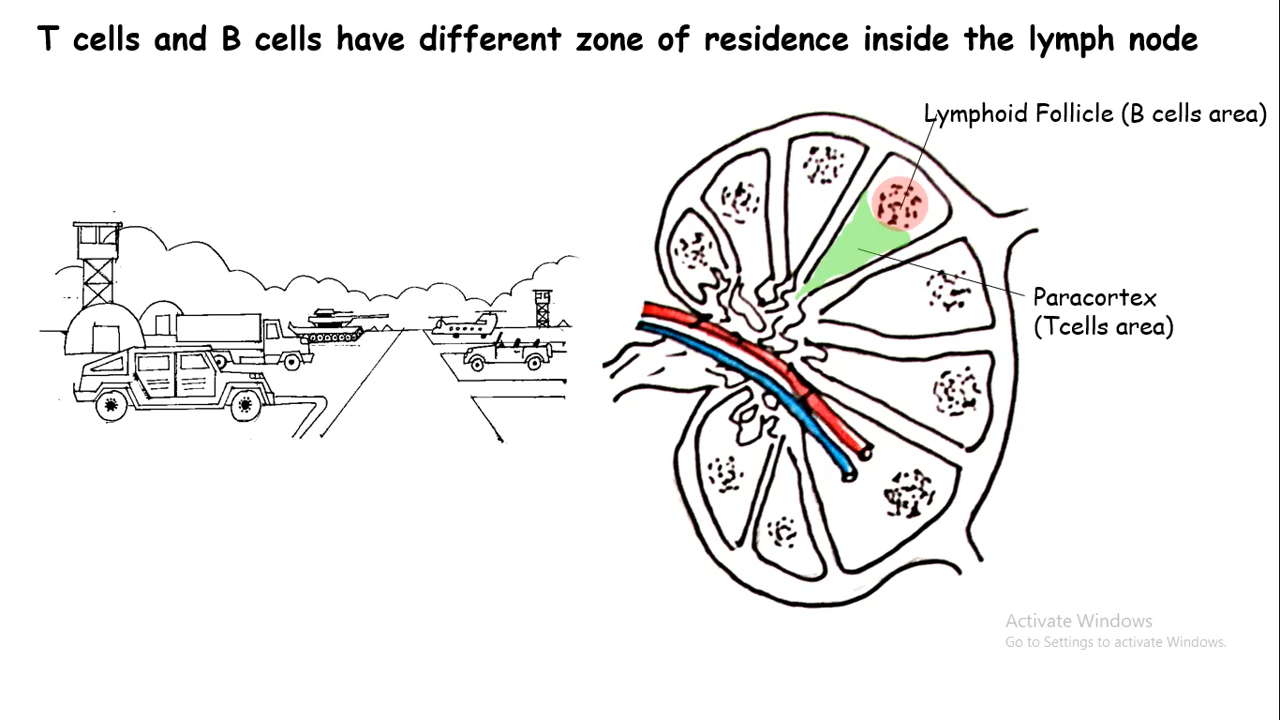 T cells and B cells have different zone of residence inside the lymph node
Lymphoid Follicle (B cells area)
Paracortex
(Tcells area)
Activate Windows
Go to Settings to activate Windows.